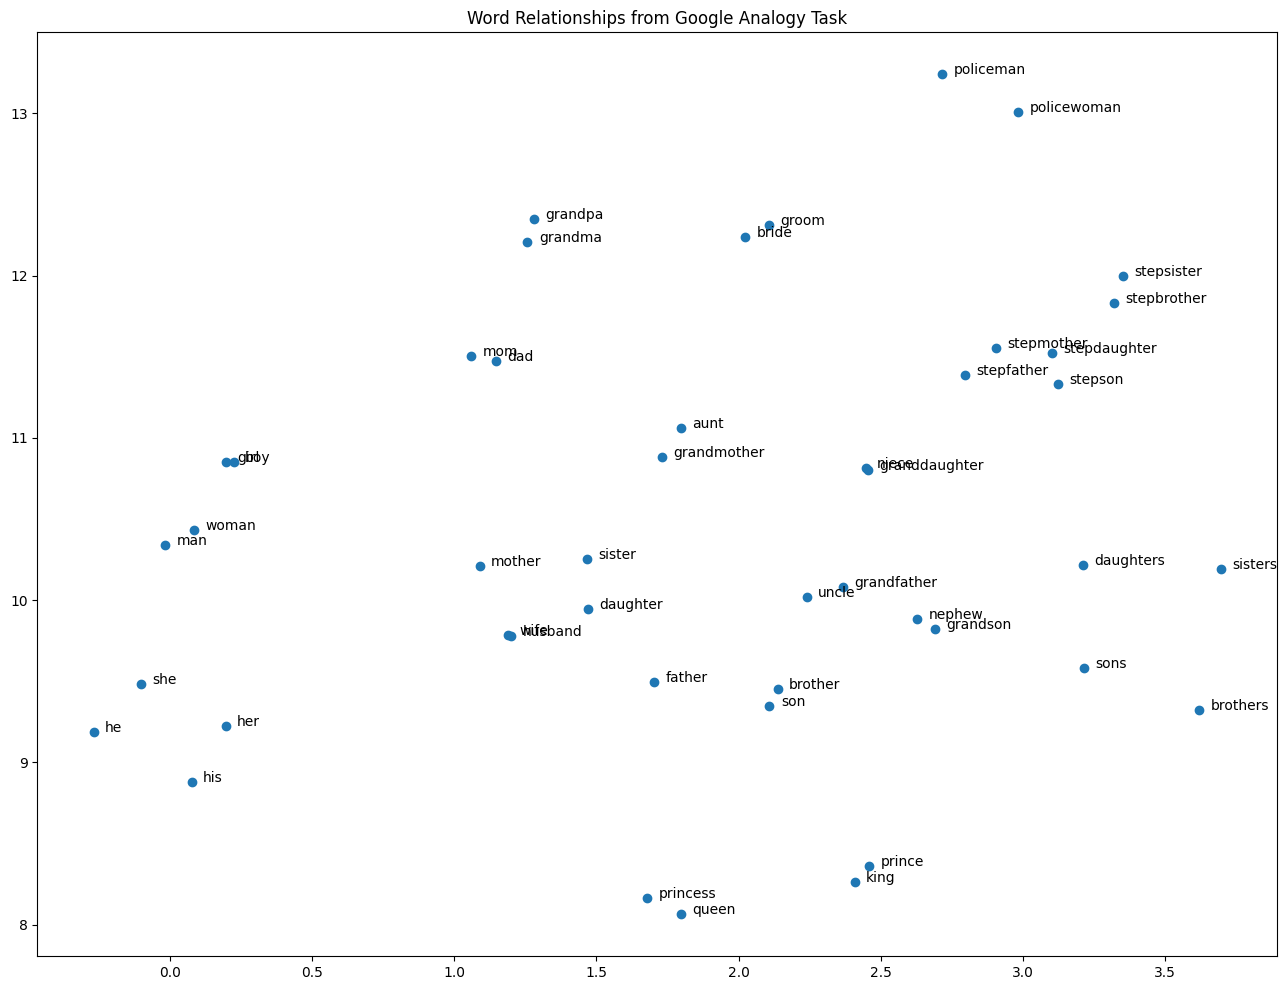 Word Relationships from Google Analogy Task
policeman
13
policewoman
grandpa
groom
grandma
bride
12
stepsister
stepbrother
mom
dad
stepmother
stepdaughter
stepfather
stepson
aunt
11
grandmother
girl
boy
niece
granddaughter
woman
man
mother
sister
daughters
sisters
grandfather
10
uncle
daughter
nephew
grandson
wife
husband
sons
she
father
brother
son
brothers
he
her
9
his
prince
king
princess
queen
8
0.0 0.5 1.0 1.5 2.0 2.5 3.0 3.5